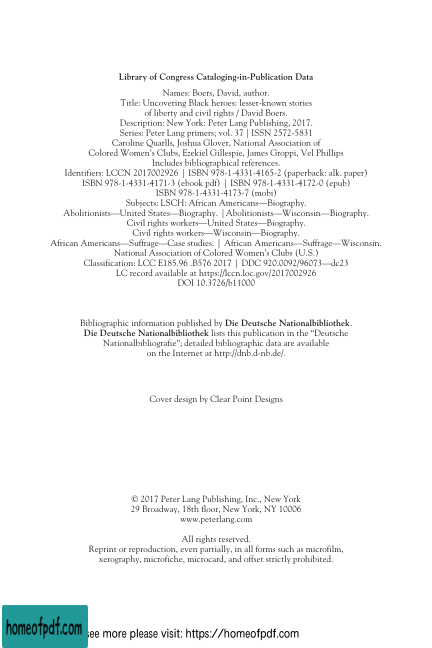 Library of Congress Cataloging-in-Publication Data
Names: Boers, David, author.
Title: Uncovering Black heroes: lesser-known stories
of liberty and civil rights / David Boers.
Description: New York: Peter Lang Publishing, 2017.
Series: Peter Lang primers; vol. 37 | ISSN 2572-5831
Caroline Quarlls, Joshua Glover, National Association of
Colored Women's Clubs, Ezekiel Gillespie, James Groppi, Vel Phillips
Includes bibliographical references.
Identifiers: LCCN 2017002926 | ISBN 978-1-4331-4165-2 (paperback: alk. paper)
ISBN 978-1-4331-4171-3 (ebook pdf) | ISBN 978-1-4331-4172-0 (epub)
ISBN 978-1-4331-4173-7 (mobi)
Subjects: LSCH: African Americans—Biography.
Abolitionists—United States—Biography. | Abolitionists—Wisconsin—Biography.
Civil rights workers—United States—Biography.
Civil rights workers—Wisconsin—Biography.
African Americans—Suffrage—Case studies. | African Americans—Suffrage—Wisconsin.
National Association of Colored Women's Clubs (U.S.)
Classification: LCC E185.96 .B576 2017 | DDC 920.0092/96073—dc23
LC record available at https://lccn.loc.gov/2017002926
DOI 10.3726/b11000
Bibliographic information published by Die Deutsche Nationalbibliothek.
Die Deutsche Nationalbibliothek lists this publication in the "Deutsche
Nationalbibliografie"; detailed bibliographic data are available
on the Internet at http://dnb.d-nb.de/.
Cover design by Clear Point Designs
© 2017 Peter Lang Publishing, Inc., New York
29 Broadway, 18th floor, New York, NY 10006
www.peterlang.com
All rights reserved.
Reprint or reproduction, even partially, in all forms such as microfilm,
xerography, microfiche, microcard, and offset strictly prohibited.
homeofpdf.com see more please visit: https://homeofpdf.com